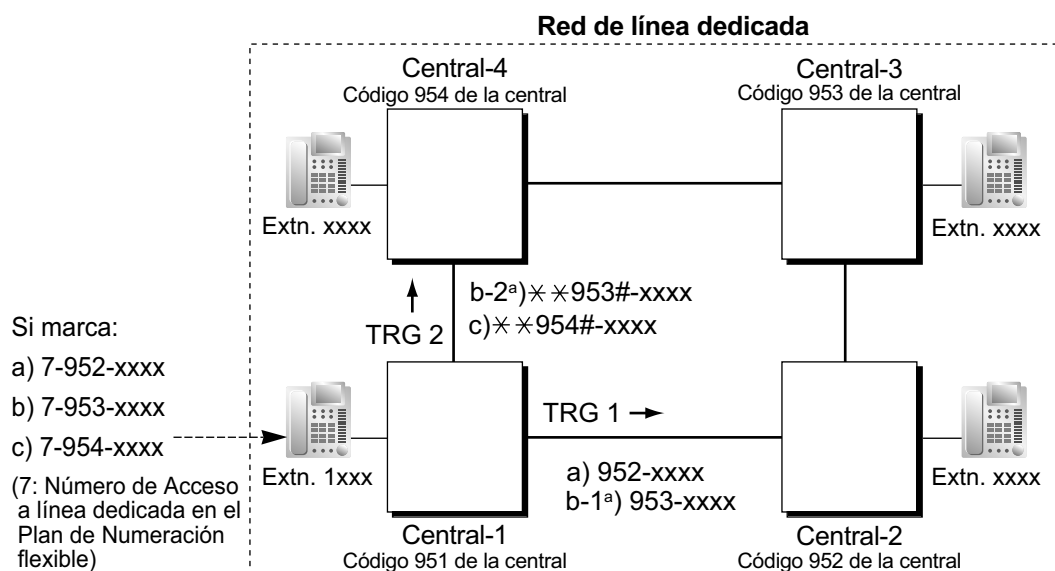 Red de línea dedicada
Central-4
Código 954 de la central
Central-3
Código 953 de la central
Extn. xxxx
Extn. xxxx
b-2ª)✳✳953#-xxxx
c)✳✳954#-xxxx
TRG 2
Si marca:
a) 7-952-xxxx
b) 7-953-xxxx
c) 7-954-xxxx
(7: Número de Acceso
a línea dedicada en el
Plan de Numeración
flexible)
TRG 1
Extn. 1xxx
a) 952-xxxx
b-1ª) 953-xxxx
Extn. xxxx
Central-1
Código 951 de la central
Central-2
Código 952 de la central